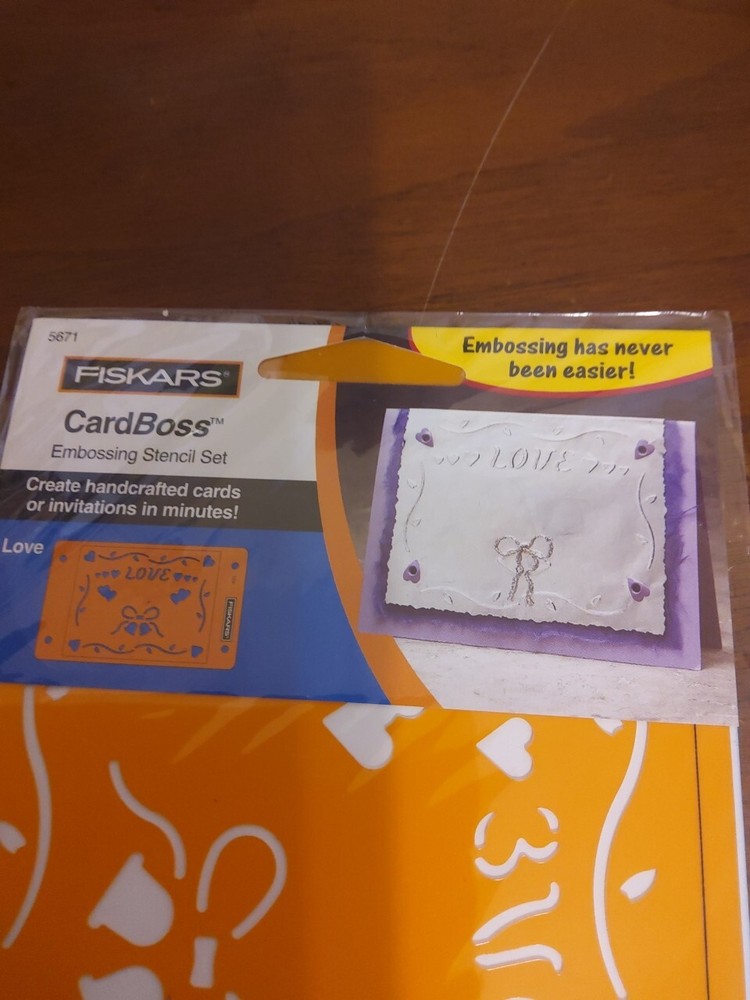 5671
FISKARS®
CardBoss™
Embossing Stencil Set
Create handcrafted cards
or invitations in minutes!
Love
LOVE
FISKARS
Embossing has never
been easier!
LOVE